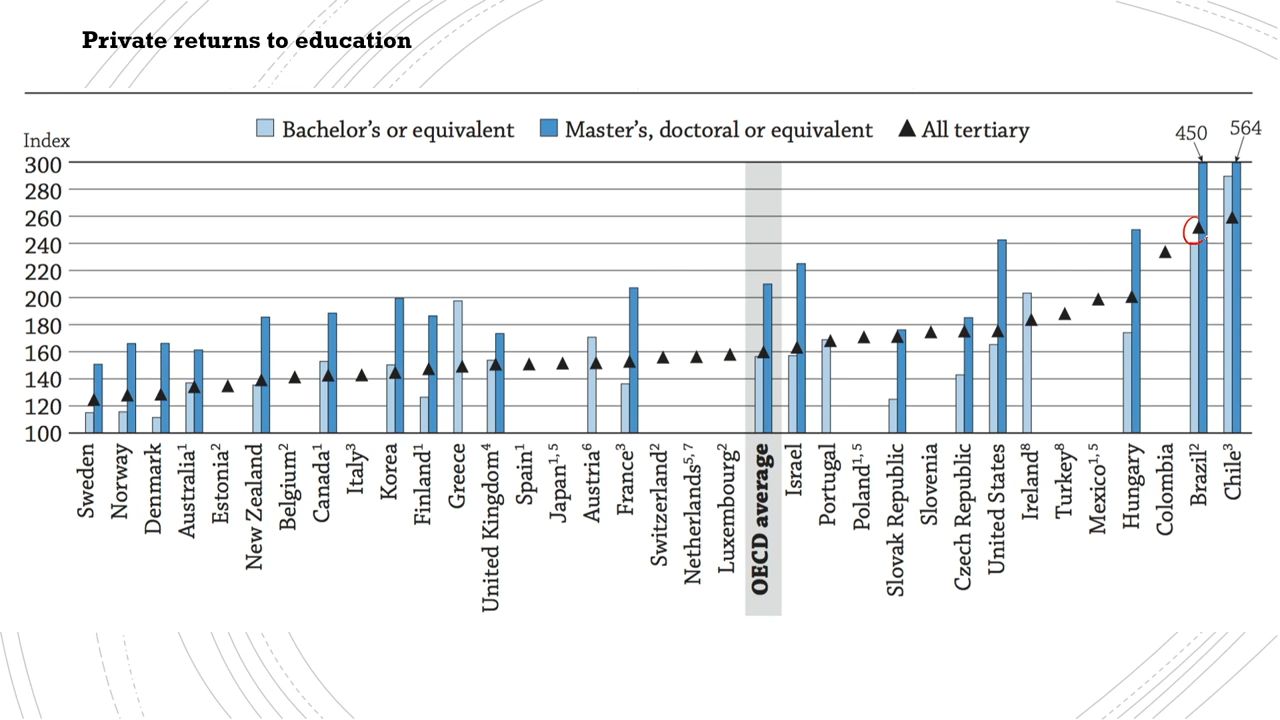 Private returns to education
Bachelor's or equivalent
Master's, doctoral or equivalent
All tertiary
Index
450
564
300
280
260
240
220
200
180
160
140
120
100
Sweden
Norway
Denmark
Australia¹
Estonia²
New Zealand
Belgium²
Canada¹
Italy³
Korea
Finland¹
Greece
United Kingdom⁴
Spain¹
Japan¹,⁵
Austria⁶
France³
Switzerland²
Netherlands⁵,⁷
Luxembourg²
OECD average
Israel
Portugal
Poland¹,⁵
Slovak Republic
Slovenia
Czech Republic
United States
Ireland⁸
Turkey⁸
Mexico¹,⁵
Hungary
Colombia
Brazil²
Chile³